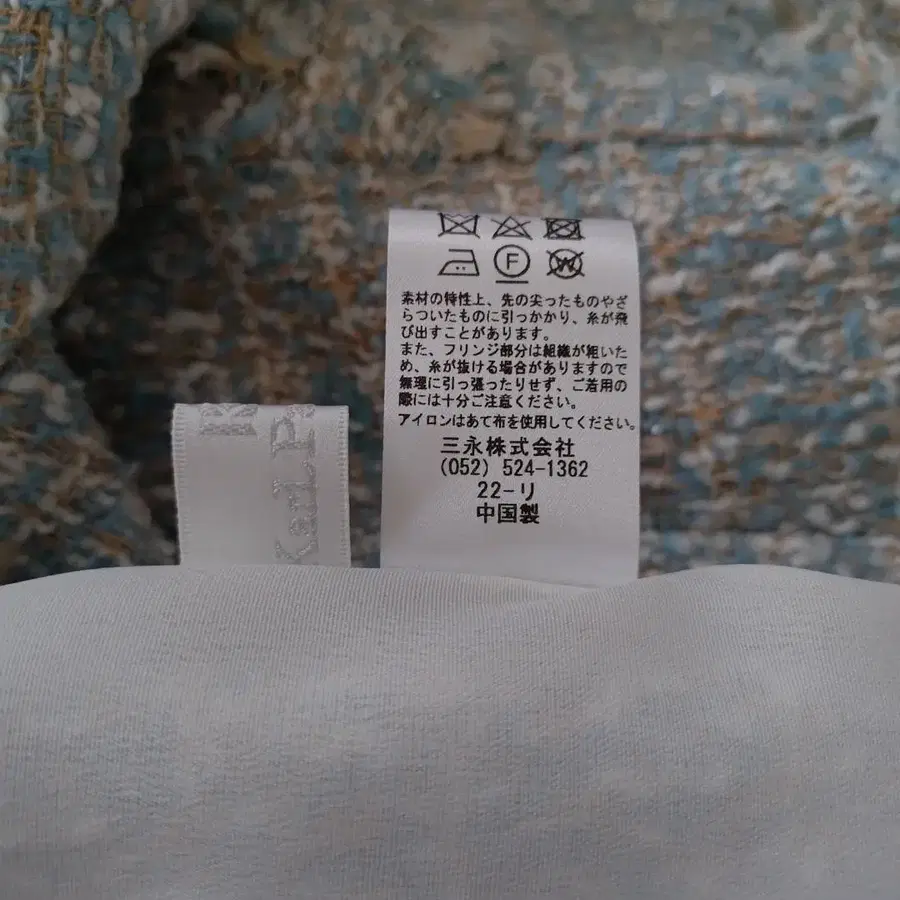 F W
素材の特性上、先の尖ったものやざ
らついたものに引っかかり、糸が飛
び出すことがあります。
また、フリンジ部分は組織が粗いた
め、糸が抜ける場合がありますので
無理に引っ張ったりせず、ご着用の
際には十分ご注意ください。
アイロンはあて布を使用してください。
三永株式会社
(052) 524-1362
22-リ
中国製